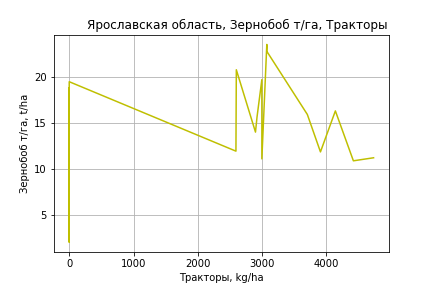 Ярославская область, Зернобоб т/га, Тракторы
20
15
10
5
Зернобоб т/га, t/ha
0 1000 2000 3000 4000
Тракторы, kg/ha